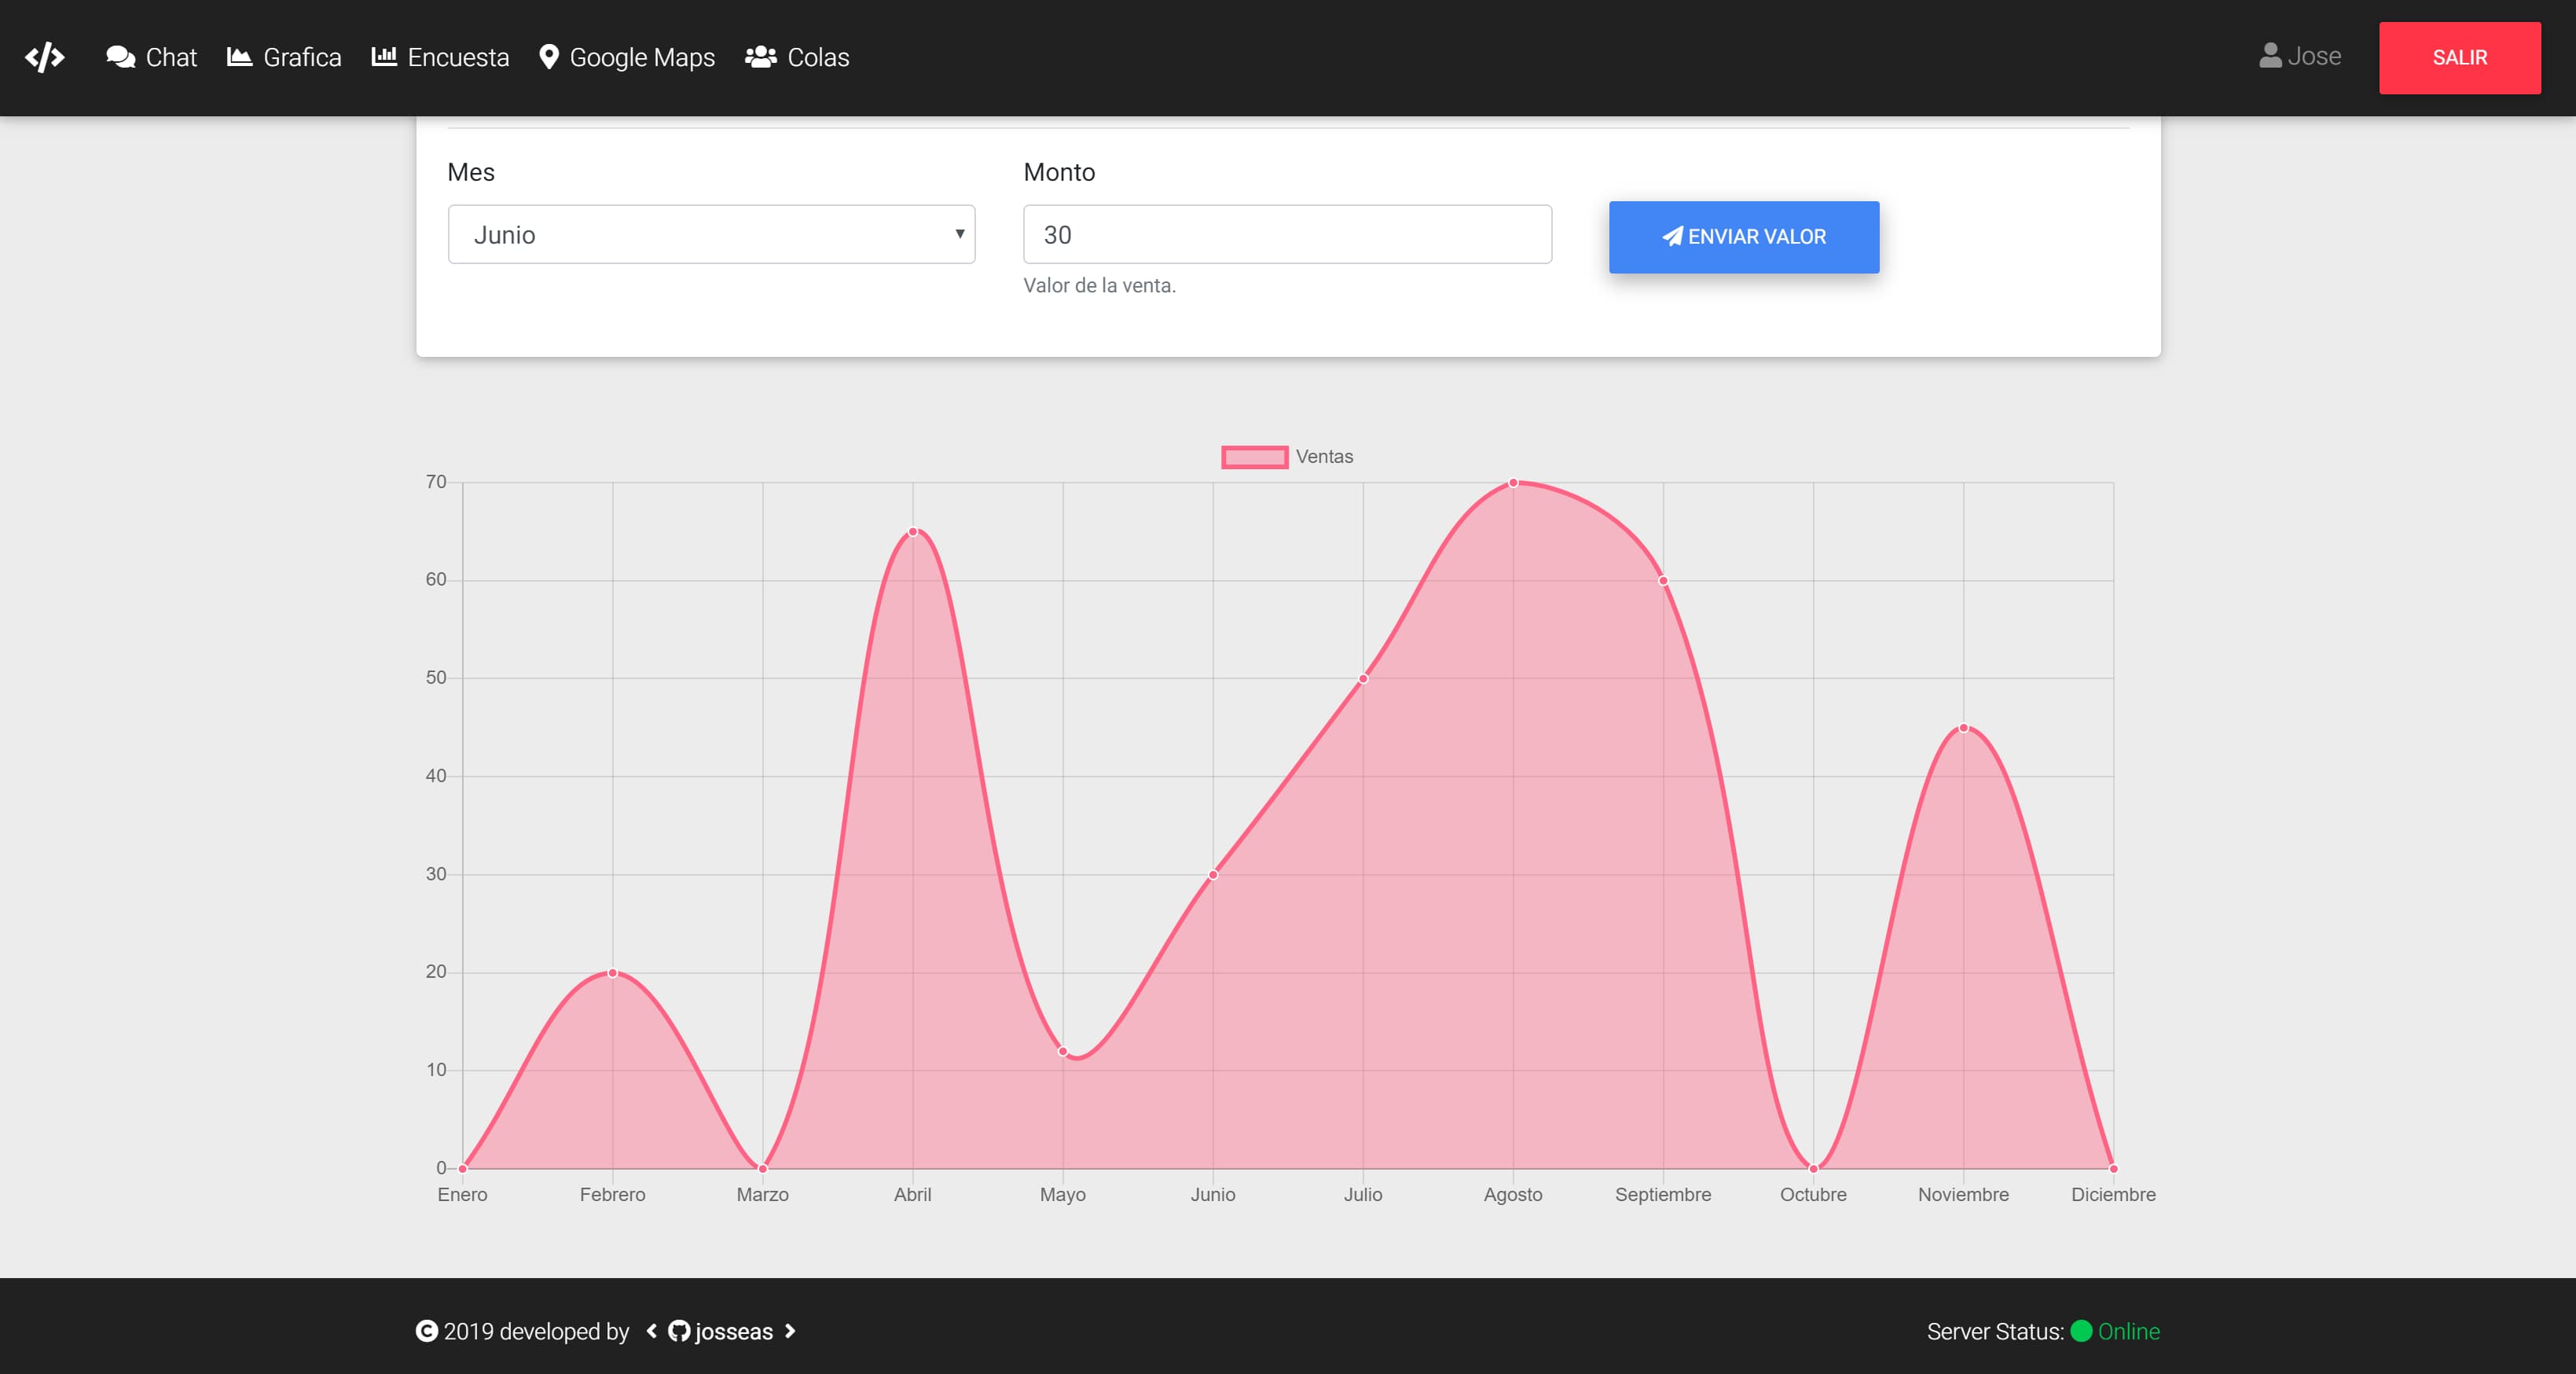 Chat Grafica Encuesta Google Maps Colas Jose SALIR
Mes Monto
Junio 30 ENVIAR VALOR
Valor de la venta.
Ventas
70
60
50
40
30
20
10
0
Enero Febrero Marzo Abril Mayo Junio Julio Agosto Septiembre Octubre Noviembre Diciembre
© 2019 developed by < josseas > Server Status: Online